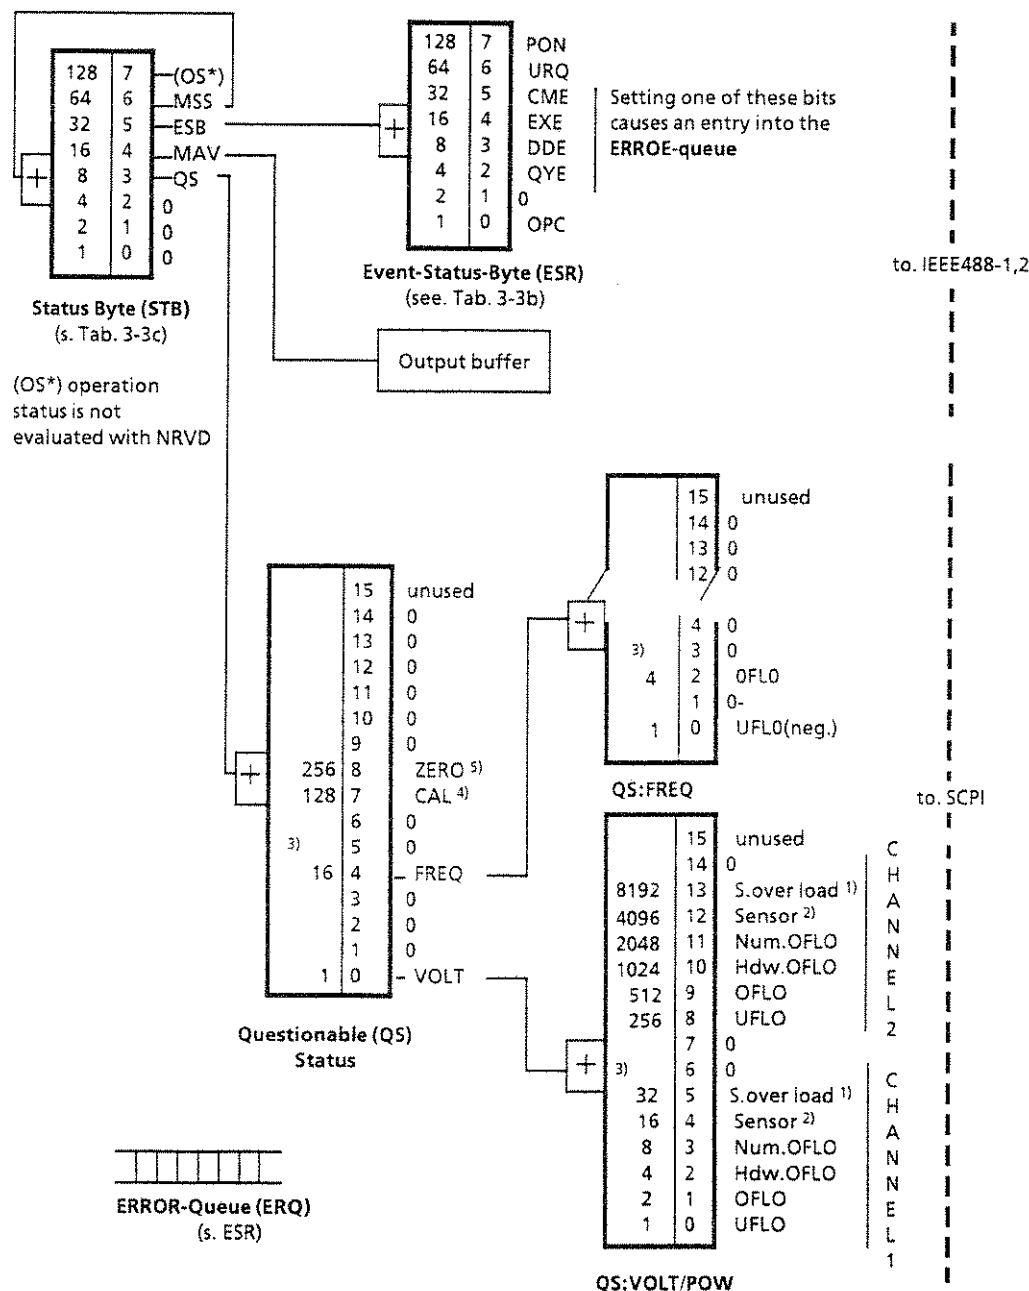 128 7 (OS*)
64 6 MSS
32 5 ESB
16 4 MAV
+ 8 3 QS
4 2 0
2 1 0
1 0 0
Status Byte (STB)
(s. Tab. 3-3c)
(OS*) operation
status is not
evaluated with NRVD
128 7 PON
64 6 URQ
32 5 CME
+ 16 4 EXE
8 3 DDE
4 2 QYE
2 1 0
1 0 OPC
Setting one of these bits
causes an entry into the
ERROE-queue
Event-Status-Byte (ESR)
(see. Tab. 3-3b)
Output buffer
to. IEEE488-1,2
15 unused
14 0
13 0
12 0
11 0
10 0
9 0
+ 256 8 ZERO 5)
128 7 CAL 4)
6 0
3) 5 0
16 4 FREQ
3 0
2 0
1 0
1 0 - VOLT
Questionable (QS)
Status
15 unused
14 0
13 0
12 0
+ 4 0
3) 3 0
4 2 OFLO
1 0-
1 0 UFLO(neg.)
QS:FREQ
to. SCPI
15 unused
14 0
8192 13 S.over load 1)
4096 12 Sensor 2)
2048 11 Num.OFLO
1024 10 Hdw.OFLO
512 9 OFLO
256 8 UFLO
CHANNEL2
7 0
+ 3) 6 0
32 5 S.over load 1)
16 4 Sensor 2)
8 3 Num.OFLO
4 2 Hdw.OFLO
2 1 OFLO
1 0 UFLO
CHANNEL1
QS:VOLT/POW
ERROR-Queue (ERQ)
(s. ESR)